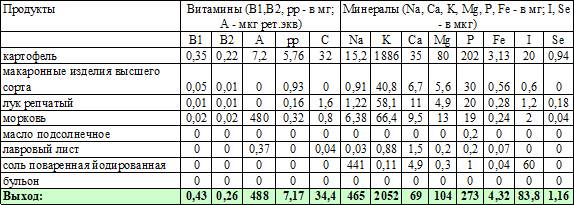 Продукты Витамины (B1,B2, pp - в мг; Минералы (Na, Ca, K, Mg, P, Fe - в мг; I, Se
А - мкг рет.экв) - в мкг)
B1 B2 A pp C Na K Ca Mg P Fe I Se
картофель 0,35 0,22 7,2 5,76 32 15,2 1886 35 80 202 3,13 20 0,94
макаронные изделия высшего
сорта 0,05 0,01 0 0,93 0 0,91 40,8 6,7 5,6 30 0,56 0,6 0
лук репчатый 0,01 0,01 0 0,16 1,6 1,22 58,1 11 4,9 20 0,28 1,2 0,18
морковь 0,02 0,02 480 0,32 0,8 6,38 66,4 9,5 13 19 0,24 2 0,04
масло подсолнечное 0 0 0 0 0 0 0 0 0 0,2 0 0 0
лавровый лист 0 0 0,37 0 0,04 0,03 0,88 1,5 0,2 0,2 0,07 0 0
соль поваренная йодированная 0 0 0 0 0 441 0,11 4,9 0,3 1 0,04 60 0
бульон 0 0 0 0 0 0 0 0 0 0 0 0 0
Выход: 0,43 0,26 488 7,17 34,4 465 2052 69 104 273 4,32 83,8 1,16